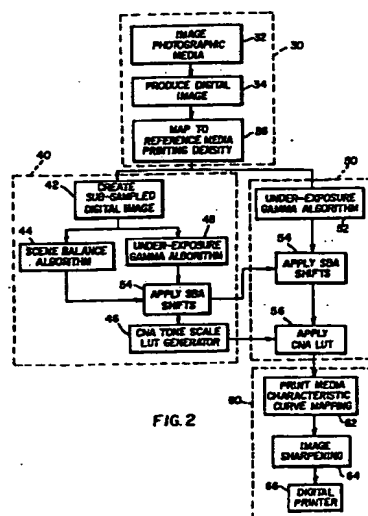 IMAGE
PHOTOGRAPHIC
MEDIA
32
30
PRODUCE DIGITAL
IMAGE
34
MAP TO
REFERENCE MEDIA
PRINTING DENSITY
36
40
42
CREATE
SUB-SAMPLED
DIGITAL IMAGE
44
48
SCENE BALANCE
ALGORITHM
UNDER-EXPOSURE
GAMMA ALGORITHM
54
APPLY SBA
SHIFTS
CNA TONE SCALE
LUT GENERATOR
46
50
UNDER-EXPOSURE
GAMMA ALGORITHM
52
54
APPLY SBA
SHIFTS
56
APPLY
CNA LUT
60
PRUIT MEDIA
CHARACTERISTIC
CURVE MAPPING
62
IMAGE
SHARPENING
64
DIGITAL
PRINTER
66
FIG. 2